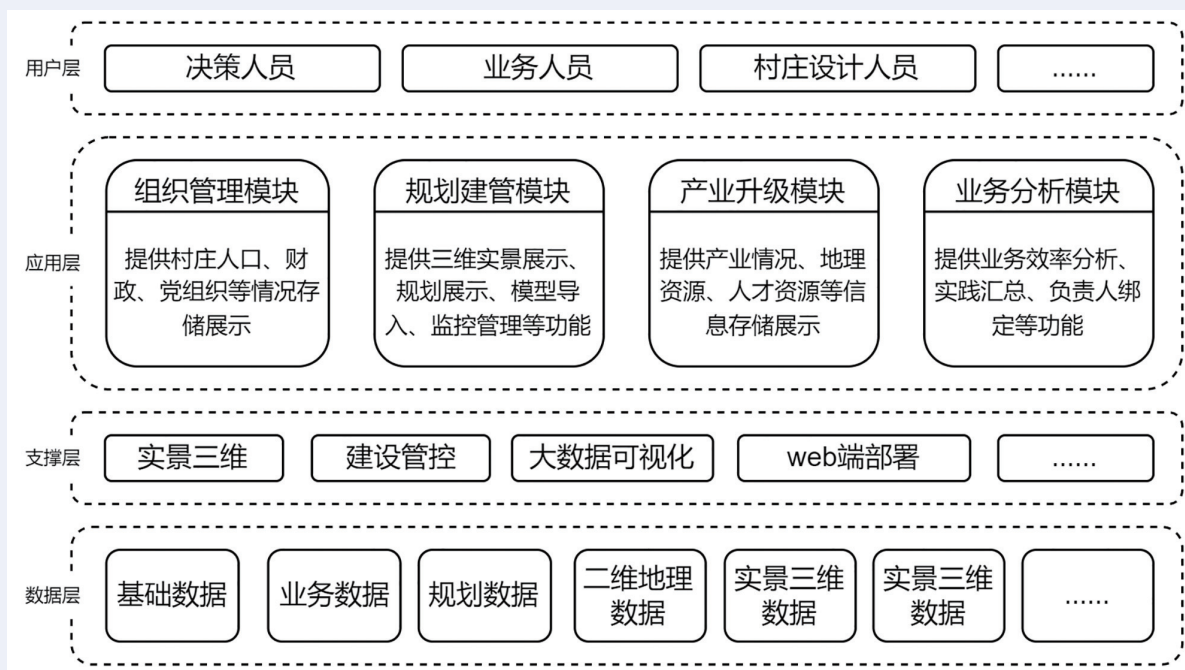 用户层
决策人员
业务人员
村庄设计人员
......
应用层
组织管理模块
提供村庄人口、财
政、党组织等情况存
储展示
规划建管模块
提供三维实景展示、
规划展示、模型导
入、监控管理等功能
产业升级模块
提供产业情况、地理
资源、人才资源等信
息存储展示
业务分析模块
提供业务效率分析、
实践汇总、负责人绑
定等功能
支撑层
实景三维
建设管控
大数据可视化
web端部署
......
数据层
基础数据
业务数据
规划数据
二维地理
数据
实景三维
数据
实景三维
数据
......